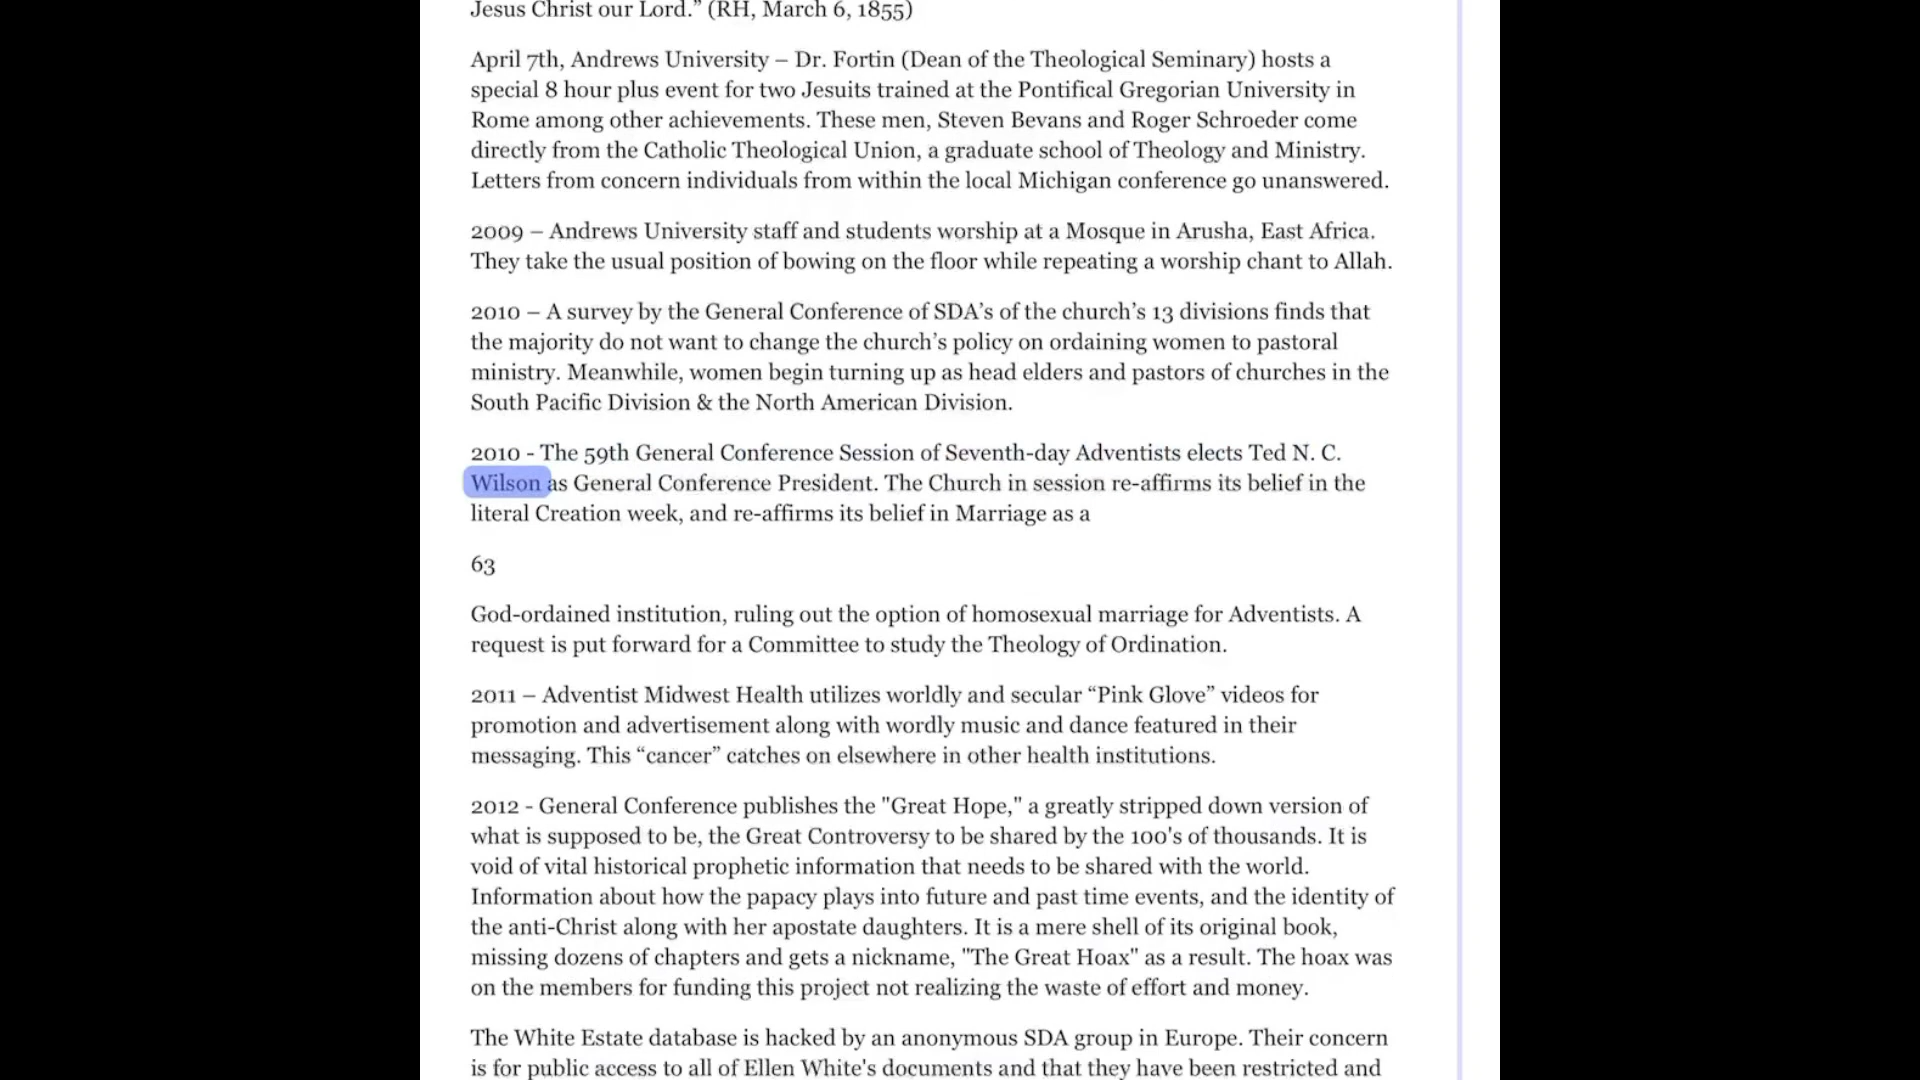 Jesus Christ our Lord.” (RH, March 6, 1855)
April 7th, Andrews University – Dr. Fortin (Dean of the Theological Seminary) hosts a
special 8 hour plus event for two Jesuits trained at the Pontifical Gregorian University in
Rome among other achievements. These men, Steven Bevans and Roger Schroeder come
directly from the Catholic Theological Union, a graduate school of Theology and Ministry.
Letters from concern individuals from within the local Michigan conference go unanswered.
2009 – Andrews University staff and students worship at a Mosque in Arusha, East Africa.
They take the usual position of bowing on the floor while repeating a worship chant to Allah.
2010 – A survey by the General Conference of SDA’s of the church’s 13 divisions finds that
the majority do not want to change the church’s policy on ordaining women to pastoral
ministry. Meanwhile, women begin turning up as head elders and pastors of churches in the
South Pacific Division & the North American Division.
2010 - The 59th General Conference Session of Seventh-day Adventists elects Ted N. C.
Wilson as General Conference President. The Church in session re-affirms its belief in the
literal Creation week, and re-affirms its belief in Marriage as a
63
God-ordained institution, ruling out the option of homosexual marriage for Adventists. A
request is put forward for a Committee to study the Theology of Ordination.
2011 – Adventist Midwest Health utilizes worldly and secular “Pink Glove” videos for
promotion and advertisement along with wordly music and dance featured in their
messaging. This “cancer” catches on elsewhere in other health institutions.
2012 - General Conference publishes the "Great Hope," a greatly stripped down version of
what is supposed to be, the Great Controversy to be shared by the 100's of thousands. It is
void of vital historical prophetic information that needs to be shared with the world.
Information about how the papacy plays into future and past time events, and the identity of
the anti-Christ along with her apostate daughters. It is a mere shell of its original book,
missing dozens of chapters and gets a nickname, "The Great Hoax" as a result. The hoax was
on the members for funding this project not realizing the waste of effort and money.
The White Estate database is hacked by an anonymous SDA group in Europe. Their concern
is for public access to all of Ellen White's documents and that they have been restricted and